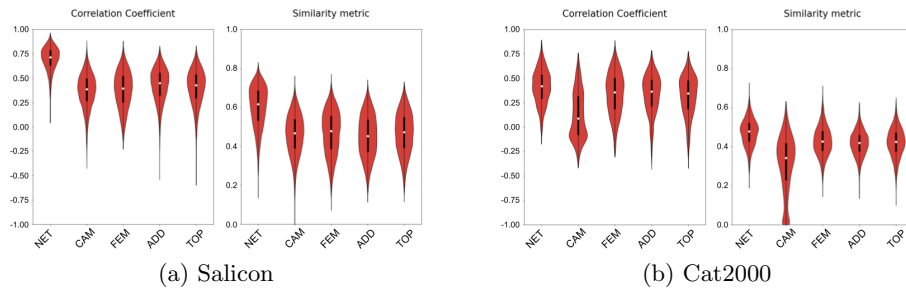 Correlation Coefficient
1.00
0.75
0.50
0.25
0.00
-0.25
-0.50
-0.75
-1.00
NET
CAM
FEM
ADD
TOP
Similarity metric
1.0
0.8
0.6
0.4
0.2
0.0
NET
CAM
FEM
ADD
TOP
(a) Salicon
Correlation Coefficient
1.00
0.75
0.50
0.25
0.00
-0.25
-0.50
-0.75
-1.00
NET
CAM
FEM
ADD
TOP
Similarity metric
1.0
0.8
0.6
0.4
0.2
0.0
NET
CAM
FEM
ADD
TOP
(b) Cat2000